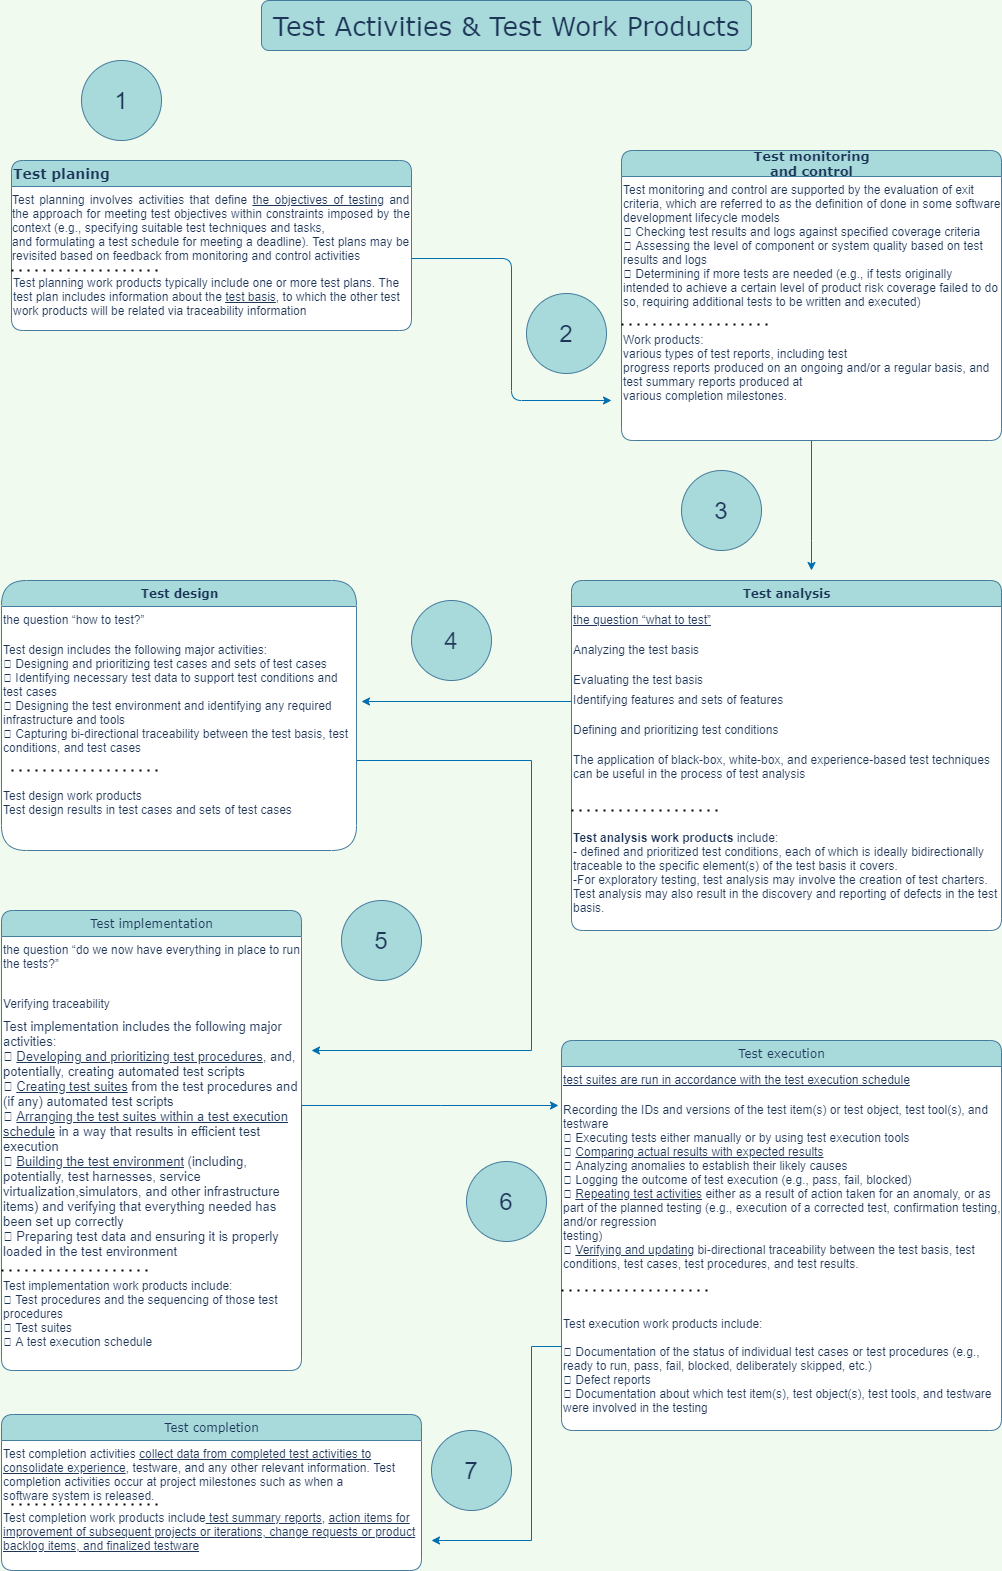 Test Activities & Test Work Products
1
Test planing
Test planning involves activities that define the objectives of testing and
the approach for meeting test objectives within constraints imposed by the
context (e.g., specifying suitable test techniques and tasks,
and formulating a test schedule for meeting a deadline). Test plans may be
revisited based on feedback from monitoring and control activities
Test planning work products typically include one or more test plans. The
test plan includes information about the test basis, to which the other test
work products will be related via traceability information
2
Test monitoring
and control
Test monitoring and control are supported by the evaluation of exit
criteria, which are referred to as the definition of done in some software
development lifecycle models
 Checking test results and logs against specified coverage criteria
 Assessing the level of component or system quality based on test
results and logs
 Determining if more tests are needed (e.g., if tests originally
intended to achieve a certain level of product risk coverage failed to do
so, requiring additional tests to be written and executed)
Work products:
various types of test reports, including test
progress reports produced on an ongoing and/or a regular basis, and
test summary reports produced at
various completion milestones.
3
Test analysis
the question “what to test”
Analyzing the test basis
Evaluating the test basis
Identifying features and sets of features
Defining and prioritizing test conditions
The application of black-box, white-box, and experience-based test techniques
can be useful in the process of test analysis
Test analysis work products include:
- defined and prioritized test conditions, each of which is ideally bidirectionally
traceable to the specific element(s) of the test basis it covers.
-For exploratory testing, test analysis may involve the creation of test charters.
Test analysis may also result in the discovery and reporting of defects in the test
basis.
4
Test design
the question “how to test?”
Test design includes the following major activities:
 Designing and prioritizing test cases and sets of test cases
 Identifying necessary test data to support test conditions and
test cases
 Designing the test environment and identifying any required
infrastructure and tools
 Capturing bi-directional traceability between the test basis, test
conditions, and test cases
Test design work products
Test design results in test cases and sets of test cases
5
Test implementation
the question “do we now have everything in place to run
the tests?”
Verifying traceability
Test implementation includes the following major
activities:
 Developing and prioritizing test procedures, and,
potentially, creating automated test scripts
 Creating test suites from the test procedures and
(if any) automated test scripts
 Arranging the test suites within a test execution
schedule in a way that results in efficient test
execution
 Building the test environment (including,
potentially, test harnesses, service
virtualization,simulators, and other infrastructure
items) and verifying that everything needed has
been set up correctly
 Preparing test data and ensuring it is properly
loaded in the test environment
Test implementation work products include:
 Test procedures and the sequencing of those test
procedures
 Test suites
 A test execution schedule
6
Test execution
test suites are run in accordance with the test execution schedule
Recording the IDs and versions of the test item(s) or test object, test tool(s), and
testware
 Executing tests either manually or by using test execution tools
 Comparing actual results with expected results
 Analyzing anomalies to establish their likely causes
 Logging the outcome of test execution (e.g., pass, fail, blocked)
 Repeating test activities either as a result of action taken for an anomaly, or as
part of the planned testing (e.g., execution of a corrected test, confirmation testing,
and/or regression
testing)
 Verifying and updating bi-directional traceability between the test basis, test
conditions, test cases, test procedures, and test results.
Test execution work products include:
 Documentation of the status of individual test cases or test procedures (e.g.,
ready to run, pass, fail, blocked, deliberately skipped, etc.)
 Defect reports
 Documentation about which test item(s), test object(s), test tools, and testware
were involved in the testing
7
Test completion
Test completion activities collect data from completed test activities to
consolidate experience, testware, and any other relevant information. Test
completion activities occur at project milestones such as when a
software system is released.
Test completion work products include test summary reports, action items for
improvement of subsequent projects or iterations, change requests or product
backlog items, and finalized testware